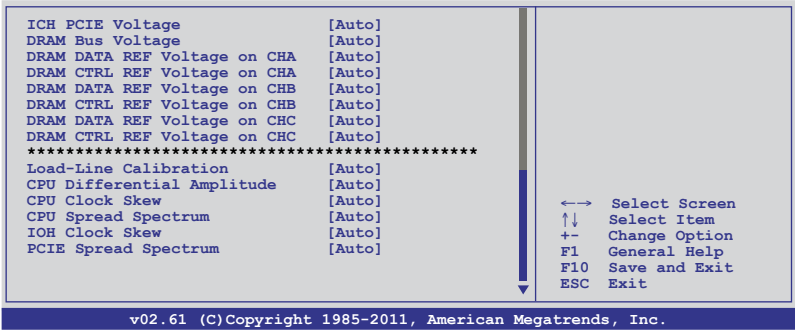 ICH PCIE Voltage [Auto]
DRAM Bus Voltage [Auto]
DRAM DATA REF Voltage on CHA [Auto]
DRAM CTRL REF Voltage on CHA [Auto]
DRAM DATA REF Voltage on CHB [Auto]
DRAM CTRL REF Voltage on CHB [Auto]
DRAM DATA REF Voltage on CHC [Auto]
DRAM CTRL REF Voltage on CHC [Auto]
***********************************************
Load-Line Calibration [Auto]
CPU Differential Amplitude [Auto]
CPU Clock Skew [Auto]
CPU Spread Spectrum [Auto]
IOH Clock Skew [Auto]
PCIE Spread Spectrum [Auto]
←→ Select Screen
↑↓ Select Item
+- Change Option
F1 General Help
F10 Save and Exit
ESC Exit
v02.61 (C)Copyright 1985-2011, American Megatrends, Inc.